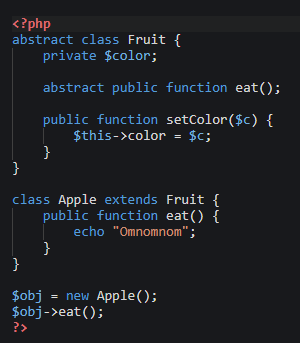 <?php
abstract class Fruit {
    private $color;

    abstract public function eat();

    public function setColor($c) {
        $this->color = $c;
    }
}

class Apple extends Fruit {
    public function eat() {
        echo "Omnomnom";
    }
}

$obj = new Apple();
$obj->eat();
?>